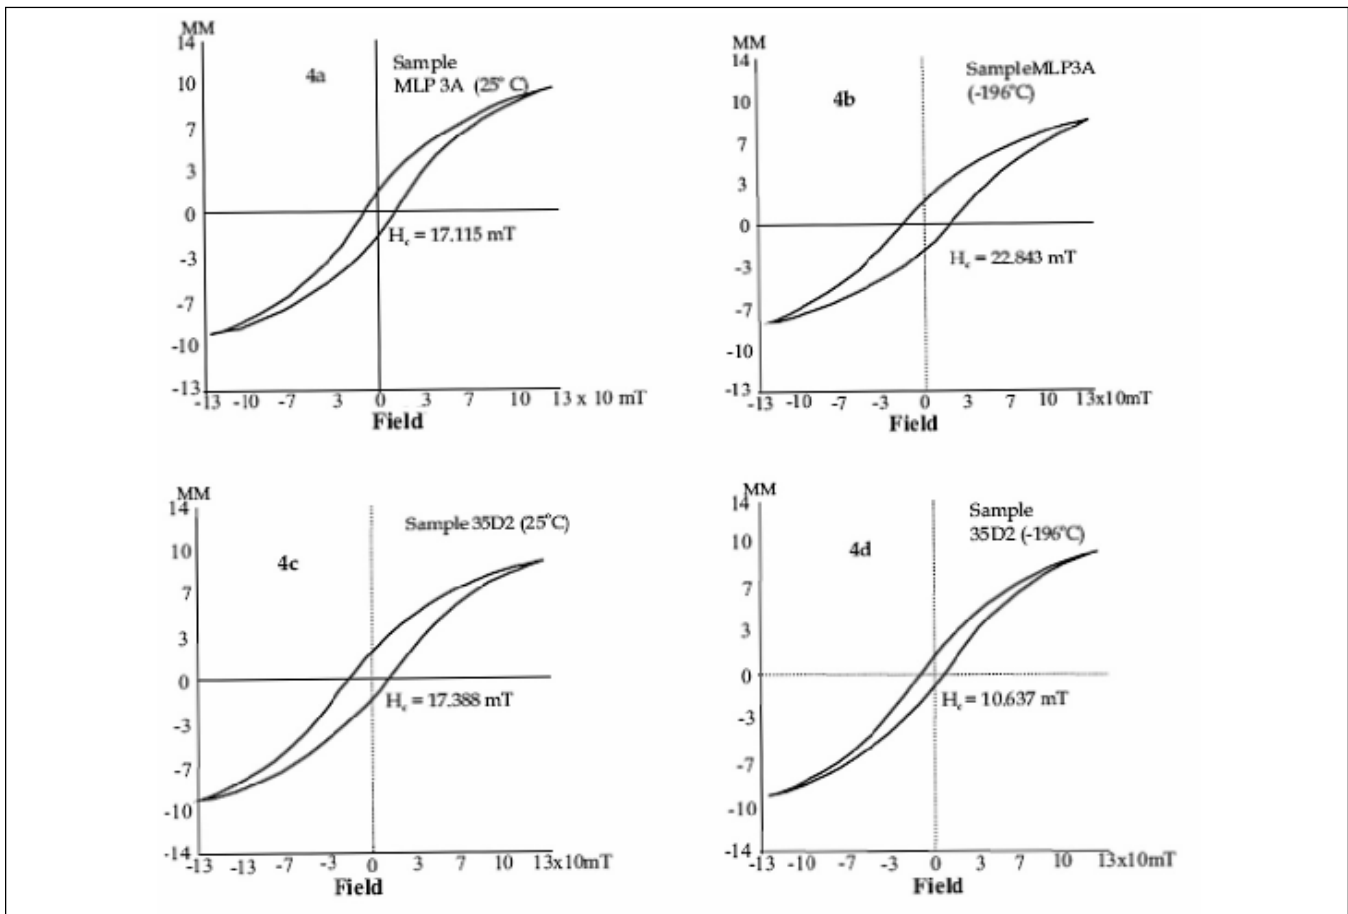 MM
14
4a
Sample
MLP 3A (25° C)
10
7
3
0
H_c = 17.115 mT
-3
-7
-10
-13
-13 -10 -7 3 0 3 7 10 13 x 10 mT
Field
MM
14
SampleMLP3A
(-196°C)
4b
10
7
3
0
H_c = 22.843 mT
-3
-7
-10
-13
-13 -10 -7 -3 0 3 7 10 13x10mT
Field
MM
14
Sample 35D2 (25°C)
10
4c
7
3
0
H_c = 17.388 mT
-3
-7
-10
-14
-13 -13 -7 -3 0 3 7 10 13x10mT
Field
MM
14
Sample
35D2 (-196°C)
10
4d
7
3
0
H_c = 10.637 mT
-3
-7
-10
-14
-13 -10 -7 -3 0 3 7 10 13x10mT
Field